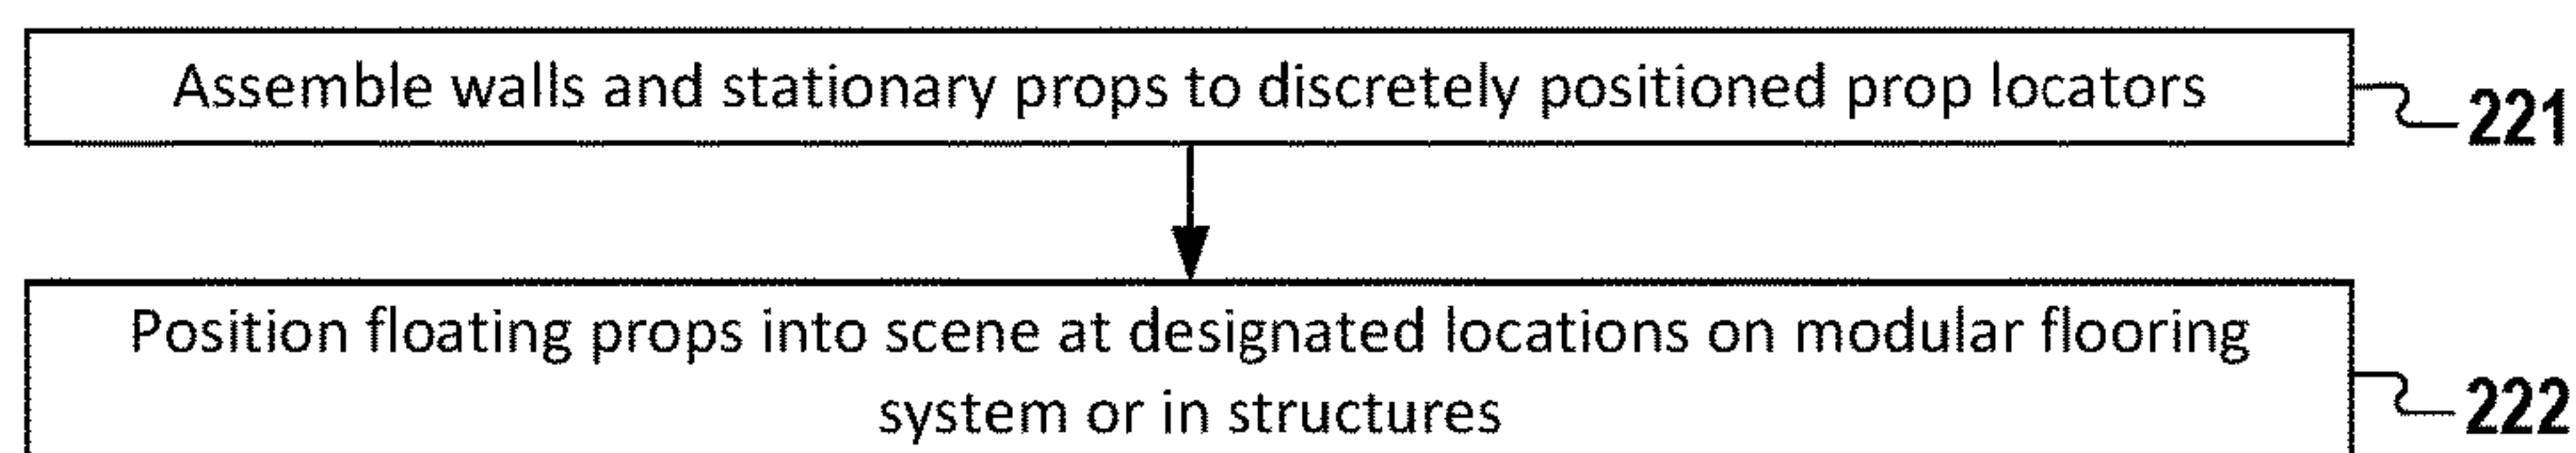 Assemble walls and stationary props to discretely positioned prop locators
221
Position floating props into scene at designated locations on modular flooring
system or in structures
222